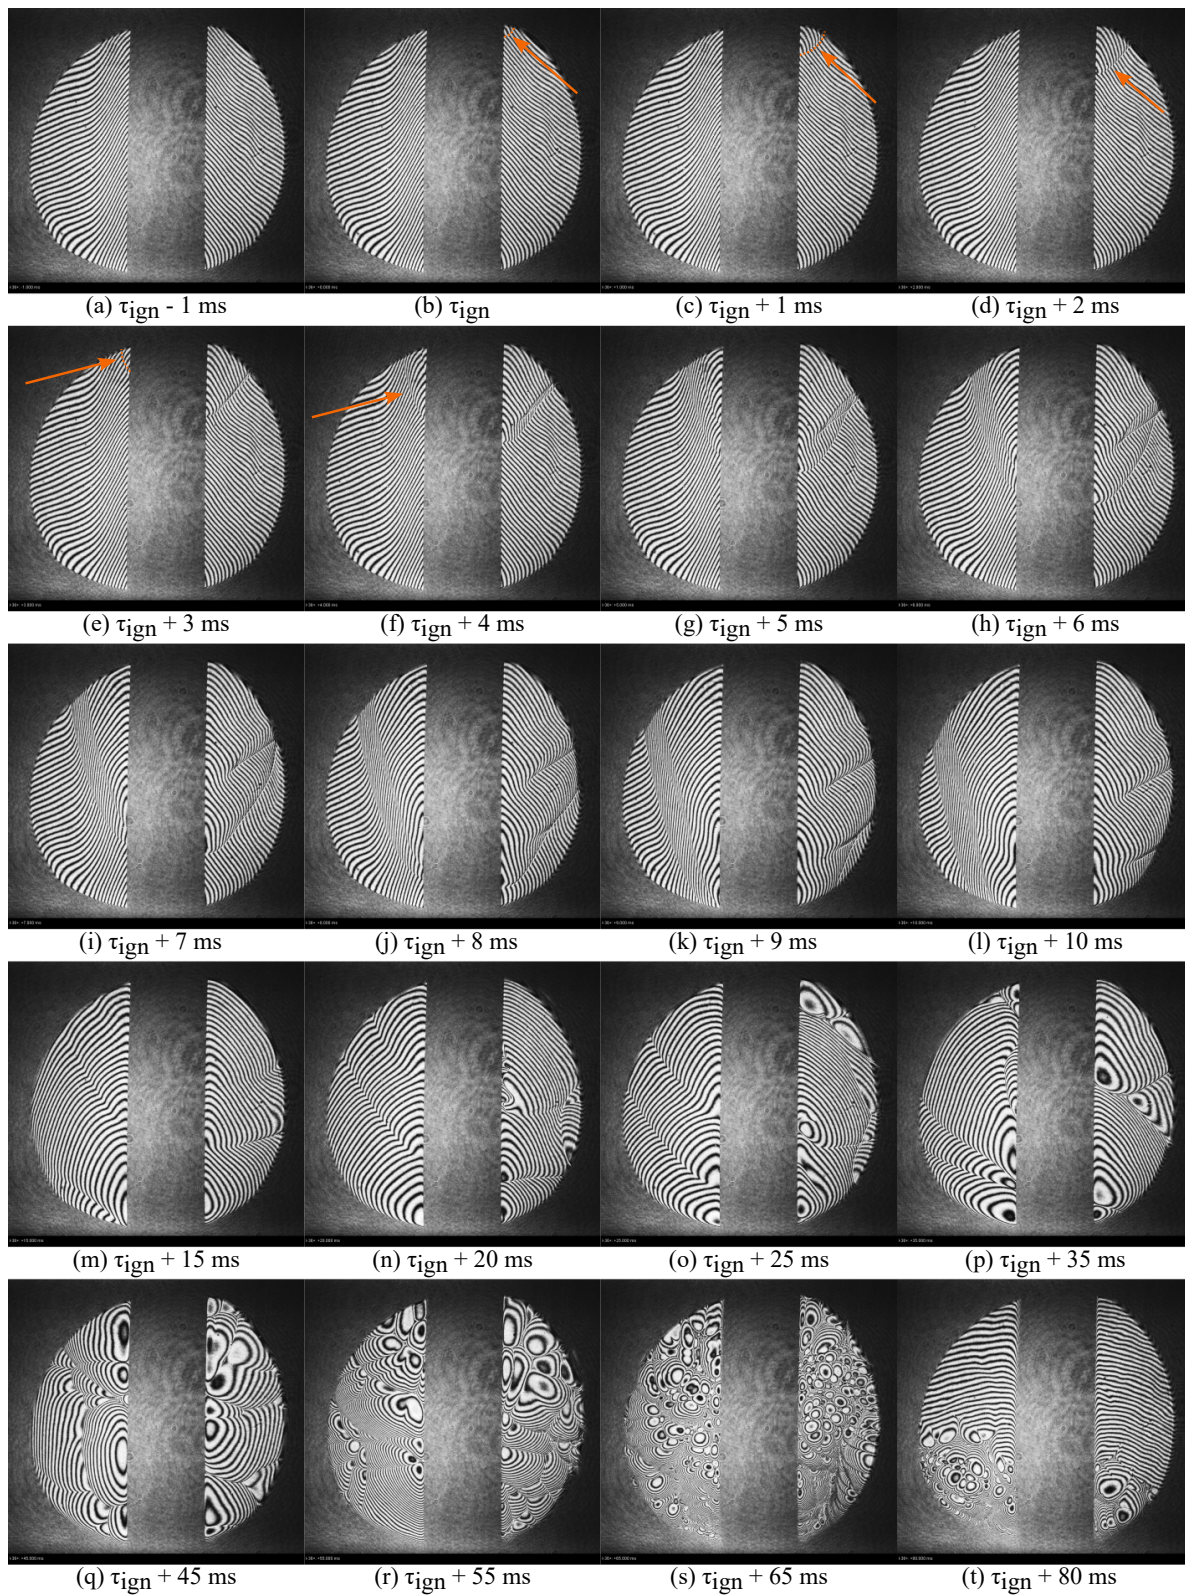 (a) τign - 1 ms
(b) τign
(c) τign + 1 ms
(d) τign + 2 ms
(e) τign + 3 ms
(f) τign + 4 ms
(g) τign + 5 ms
(h) τign + 6 ms
(i) τign + 7 ms
(j) τign + 8 ms
(k) τign + 9 ms
(l) τign + 10 ms
(m) τign + 15 ms
(n) τign + 20 ms
(o) τign + 25 ms
(p) τign + 35 ms
(q) τign + 45 ms
(r) τign + 55 ms
(s) τign + 65 ms
(t) τign + 80 ms